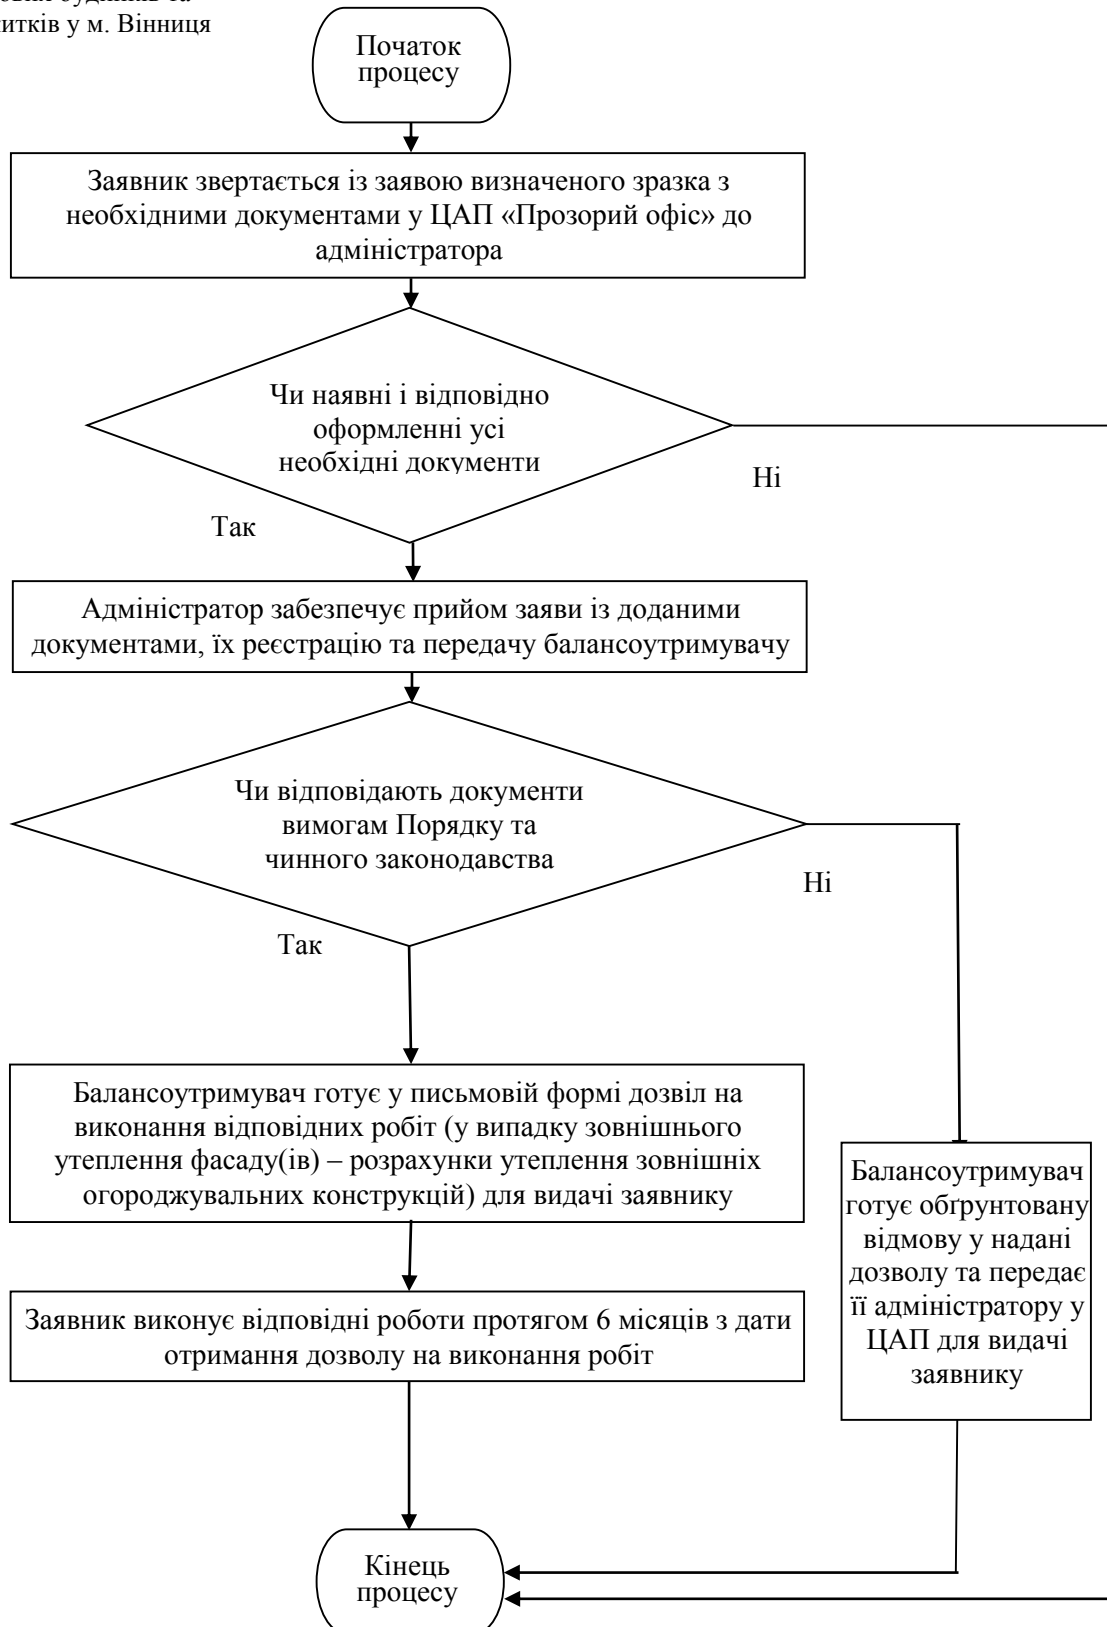 у м. Вінниця
Початок
процесу
Заявник звертається із заявою визначеного зразка з
необхідними документами у ЦАП «Прозорий офіс» до
адміністратора
Чи наявні і відповідно
оформленні усі
необхідні документи
Ні
Так
Адміністратор забезпечує прийом заяви із доданими
документами, їх реєстрацію та передачу балансоутримувачу
Чи відповідають документи
вимогам Порядку та
чинного законодавства
Ні
Так
Балансоутримувач готує у письмовій формі дозвіл на
виконання відповідних робіт (у випадку зовнішнього
утеплення фасаду(ів) – розрахунки утеплення зовнішніх
огороджувальних конструкцій) для видачі заявнику
Балансоутримувач
готує обґрунтовану
відмову у надані
дозволу та передає
її адміністратору у
ЦАП для видачі
заявнику
Заявник виконує відповідні роботи протягом 6 місяців з дати
отримання дозволу на виконання робіт
Кінець
процесу